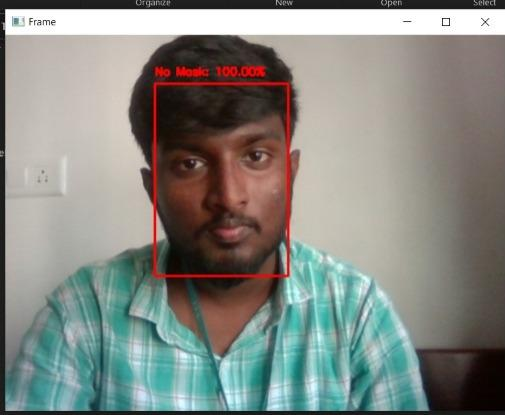 Organize
New
Open
Select
Frame
No Mask: 100.00%